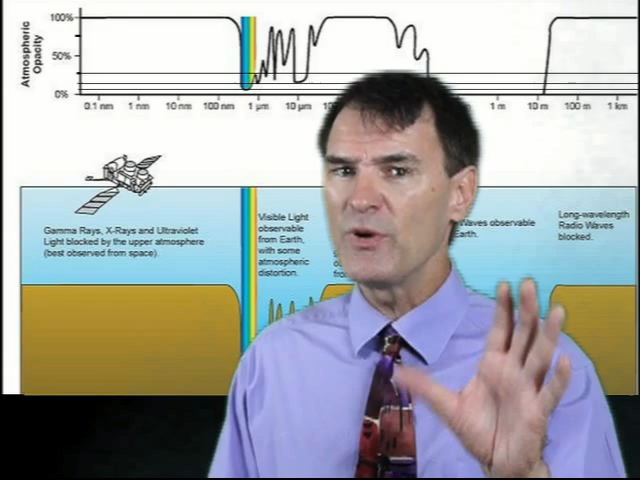 Atmospheric
Opacity
100%
50%
0%
0.1 nm
1 nm
10 nm
100 nm
1 µm
10 µm
1 m
10 m
100 m
1 km
Gamma Rays, X-Rays and Ultraviolet
Light blocked by the upper atmosphere
(best observed from space).
Visible Light
observable
from Earth,
with some
atmospheric
distortion.
Waves observable
Earth.
Long-wavelength
Radio Waves
blocked.